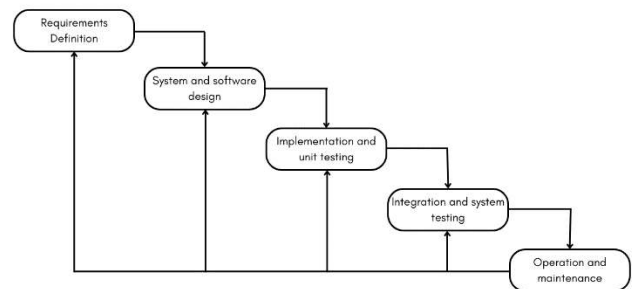 Requirements
Definition
System and software
design
Implementation and
unit testing
Integration and system
testing
Operation and
maintenance